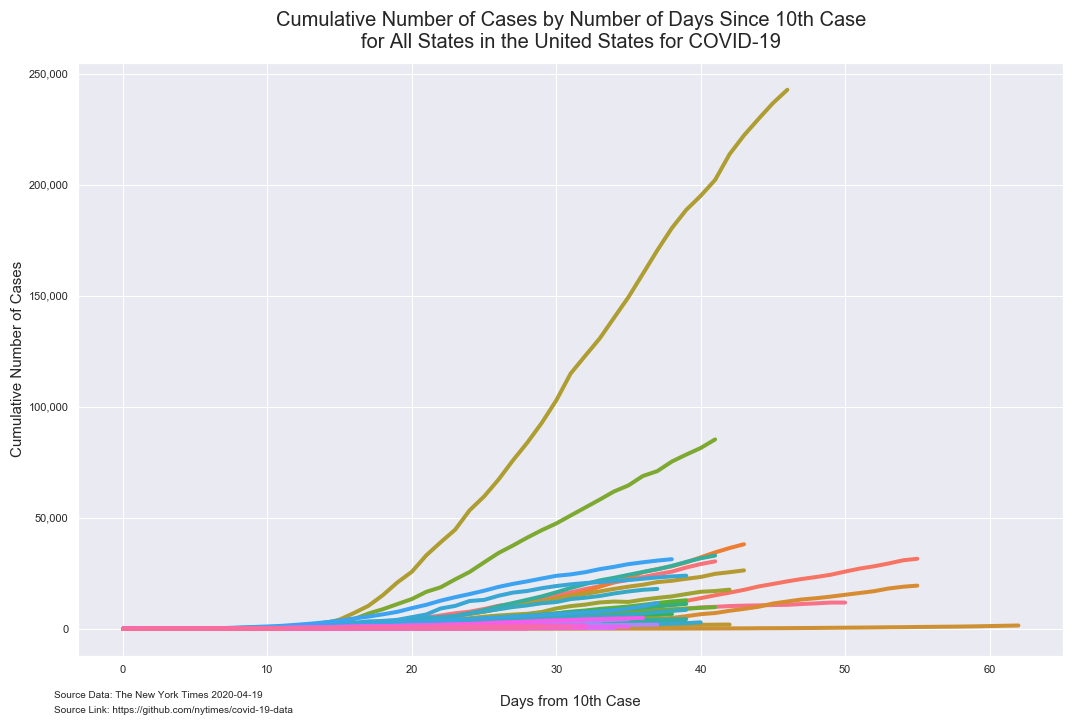 Cumulative Number of Cases by Number of Days Since 10th Case
for All States in the United States for COVID-19
250,000
200,000
150,000
100,000
50,000
0
Cumulative Number of Cases
0 10 20 30 40 50 60
Days from 10th Case
Source Data: The New York Times 2020-04-19
Source Link: https://github.com/nytimes/covid-19-data